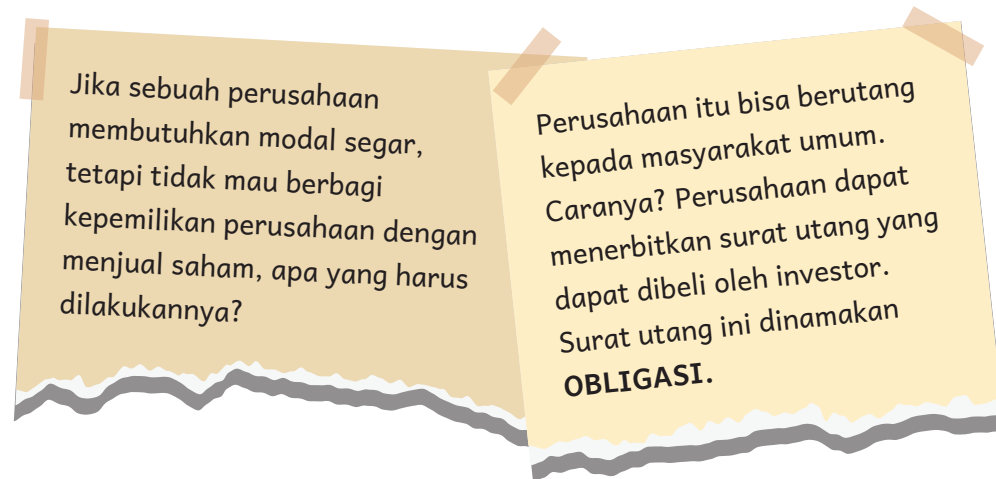 Jika sebuah perusahaan
membutuhkan modal segar,
tetapi tidak mau berbagi
kepemilikan perusahaan dengan
menjual saham, apa yang harus
dilakukannya?
Perusahaan itu bisa berutang
kepada masyarakat umum.
Caranya? Perusahaan dapat
menerbitkan surat utang yang
dapat dibeli oleh investor.
Surat utang ini dinamakan
OBLIGASI.